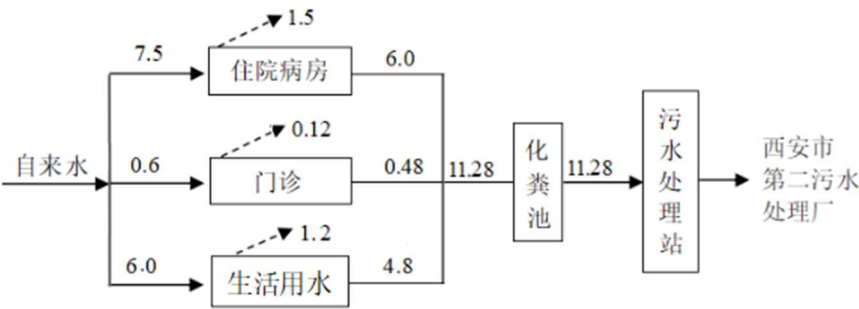 1.5
7.5
住院病房
6.0
0.12
自来水
0.6
门诊
0.48
11.28
化粪池
11.28
污水处理站
西安市
第二污水
处理厂
1.2
6.0
生活用水
4.8